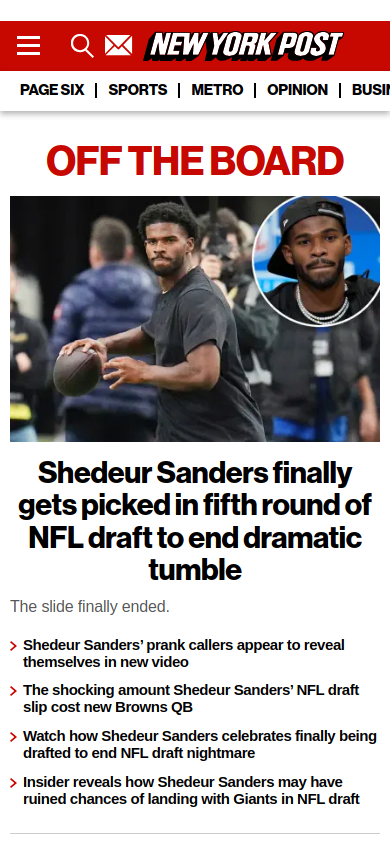 NEW YORK POST
PAGE SIX | SPORTS | METRO | OPINION | BUSIN
OFF THE BOARD
Shedeur Sanders finally
gets picked in fifth round of
NFL draft to end dramatic
tumble
The slide finally ended.
Shedeur Sanders’ prank callers appear to reveal
themselves in new video
The shocking amount Shedeur Sanders’ NFL draft
slip cost new Browns QB
Watch how Shedeur Sanders celebrates finally being
drafted to end NFL draft nightmare
Insider reveals how Shedeur Sanders may have
ruined chances of landing with Giants in NFL draft